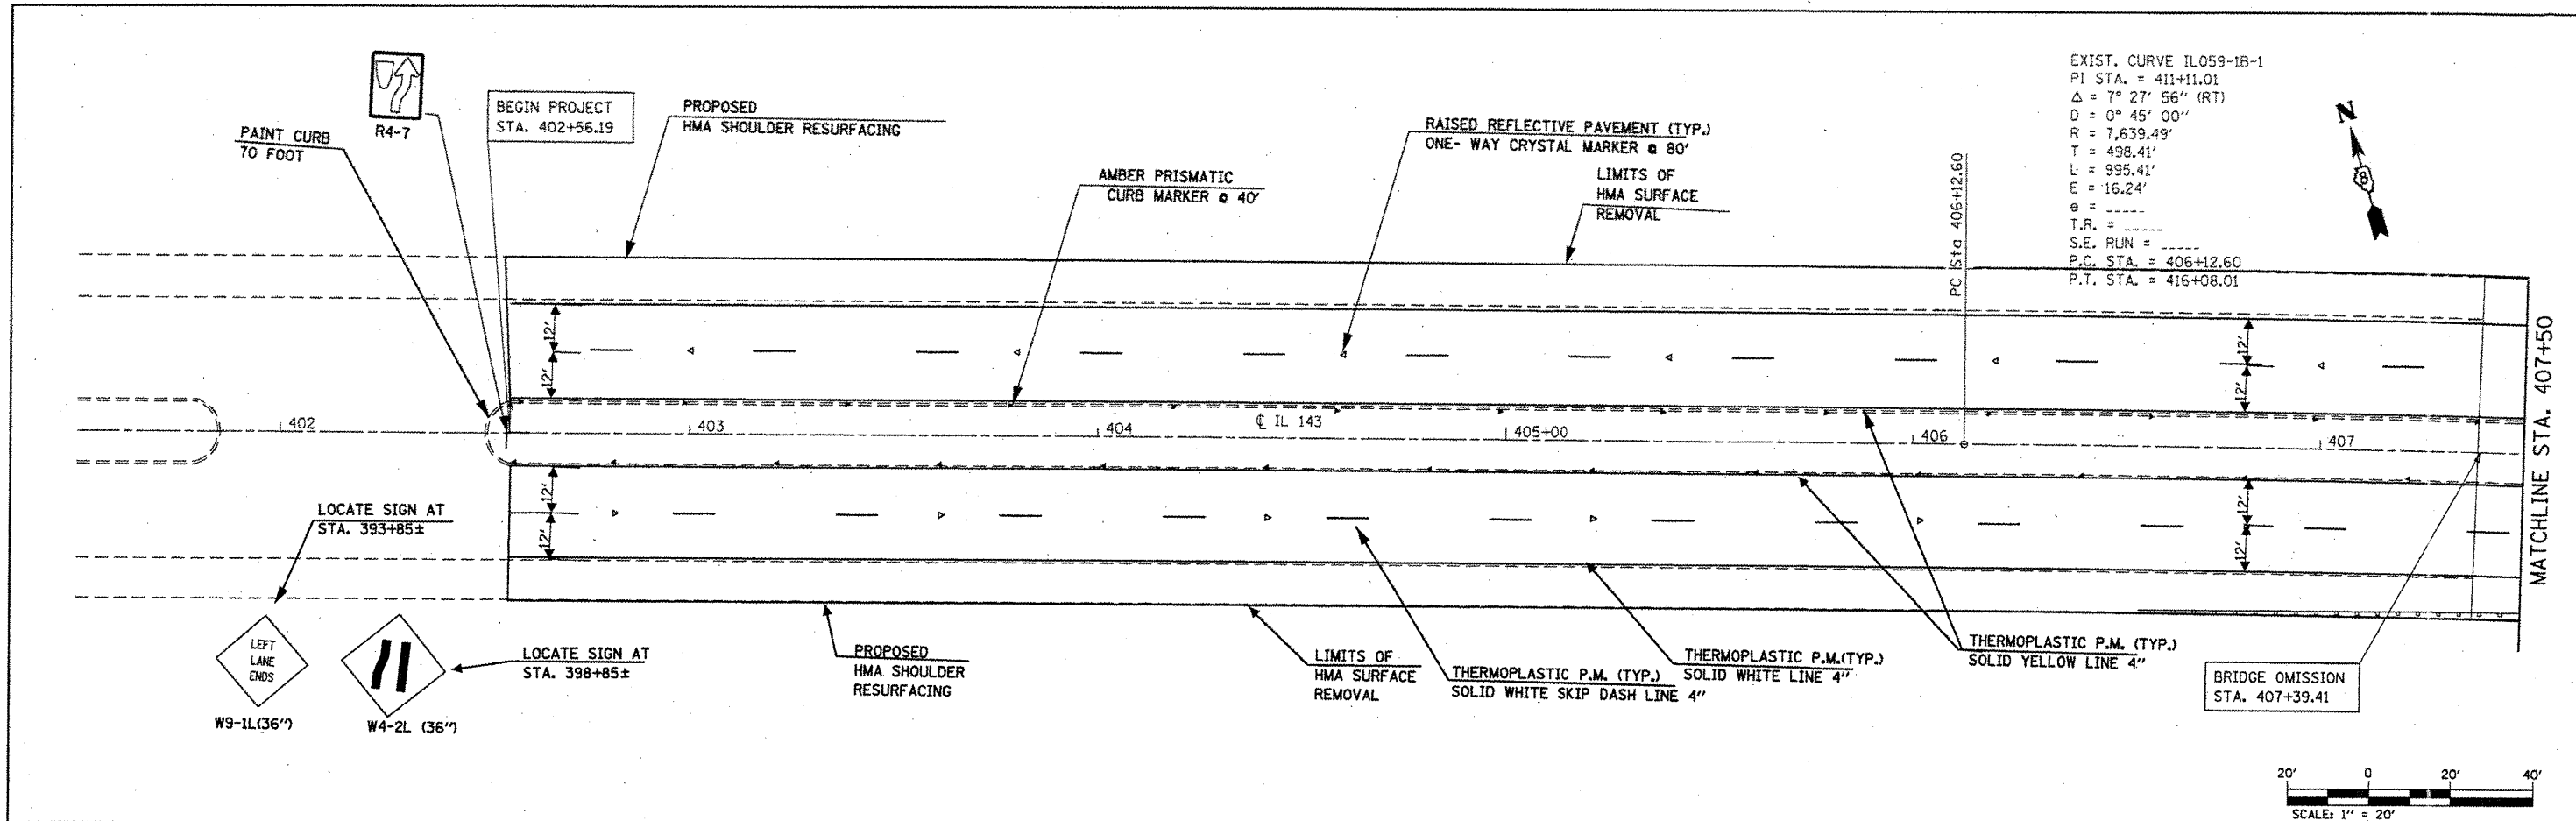 R4-7
PAINT CURB
70 FOOT
BEGIN PROJECT
STA. 402+56.19
PROPOSED
HMA SHOULDER RESURFACING
AMBER PRISMATIC
CURB MARKER @ 40'
RAISED REFLECTIVE PAVEMENT (TYP.)
ONE- WAY CRYSTAL MARKER @ 80'
LIMITS OF
HMA SURFACE
REMOVAL
PC Sta 406+12.60
EXIST. CURVE IL059-1B-1
PI STA. = 411+11.01
Δ = 7° 27' 56" (RT)
D = 0° 45' 00"
R = 7,639.49'
T = 498.41'
L = 995.41'
E = 16.24'
e = _____
T.R. = _____
S.E. RUN = _____
P.C. STA. = 406+12.60
P.T. STA. = 416+08.01
N
12'
12'
12'
12'
402
403
404
℄ IL 143
405+00
406
407
12'
12'
12'
12'
MATCHLINE STA. 407+50
LOCATE SIGN AT
STA. 393+85±
LEFT
LANE
ENDS
W9-1L(36")
W4-2L (36")
LOCATE SIGN AT
STA. 398+85±
PROPOSED
HMA SHOULDER
RESURFACING
LIMITS OF
HMA SURFACE
REMOVAL
THERMOPLASTIC P.M. (TYP.)
SOLID WHITE SKIP DASH LINE 4"
THERMOPLASTIC P.M.(TYP.)
SOLID WHITE LINE 4"
THERMOPLASTIC P.M. (TYP.)
SOLID YELLOW LINE 4"
BRIDGE OMISSION
STA. 407+39.41
20' 0 20' 40'
SCALE: 1" = 20'